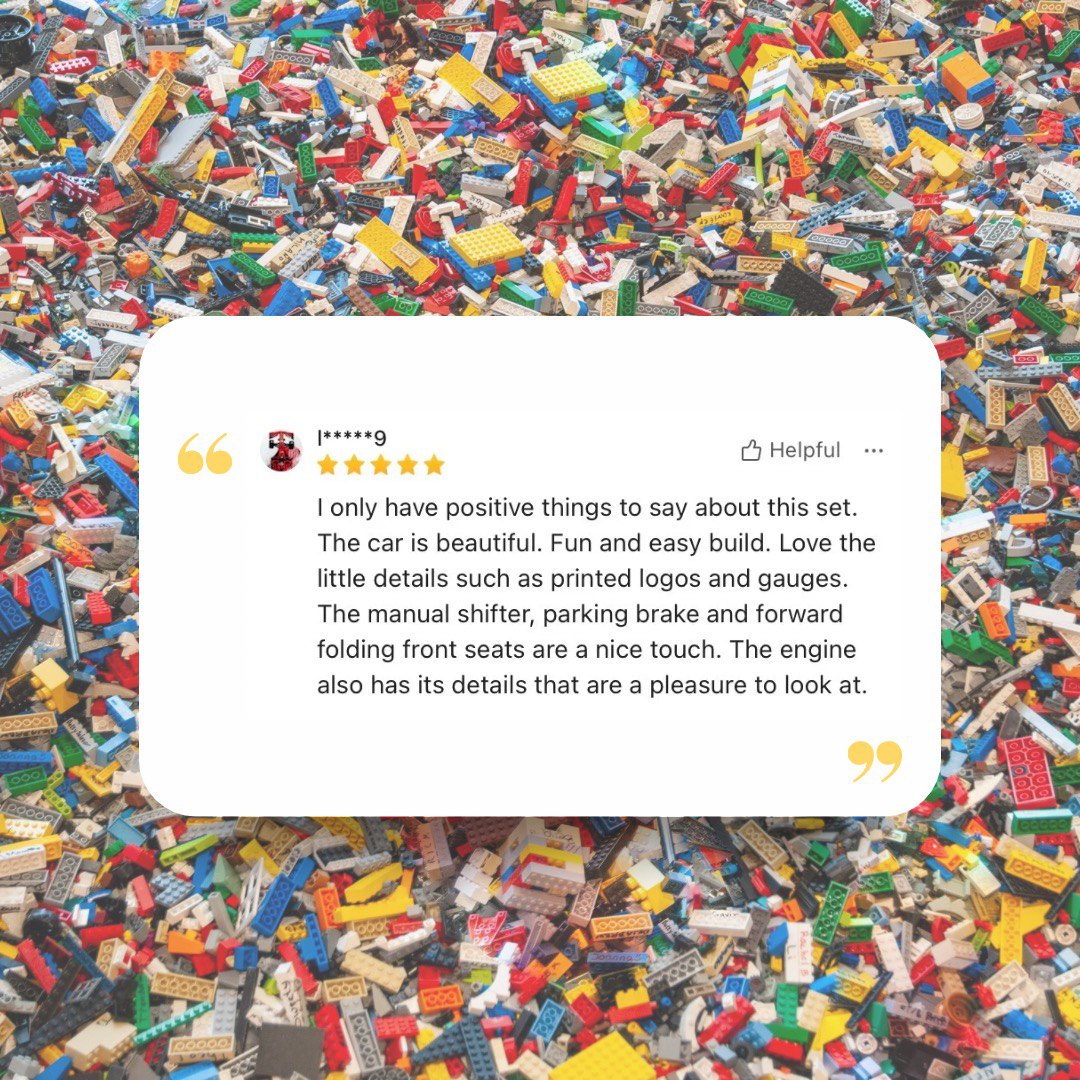 l*****9
Helpful
I only have positive things to say about this set.
The car is beautiful. Fun and easy build. Love the
little details such as printed logos and gauges.
The manual shifter, parking brake and forward
folding front seats are a nice touch. The engine
also has its details that are a pleasure to look at.